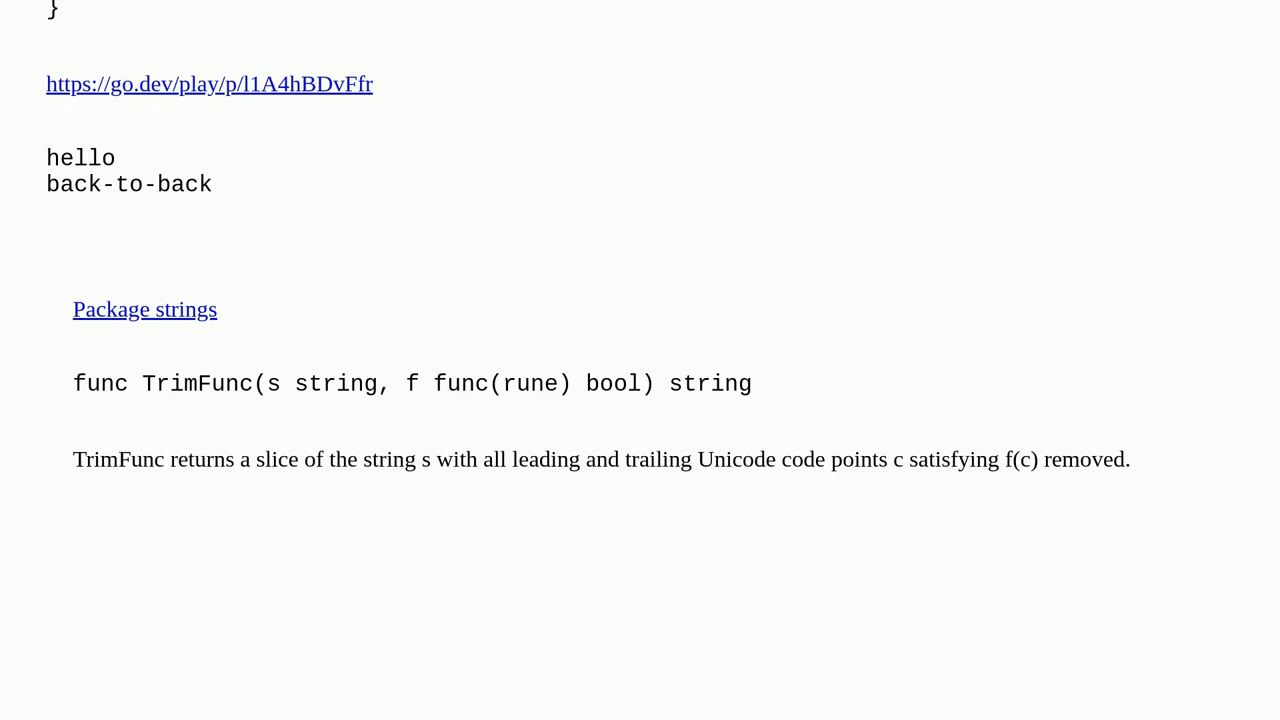 }
https://go.dev/play/p/l1A4hBDvFfr
hello
back-to-back
Package strings
func TrimFunc(s string, f func(rune) bool) string
TrimFunc returns a slice of the string s with all leading and trailing Unicode code points c satisfying f(c) removed.